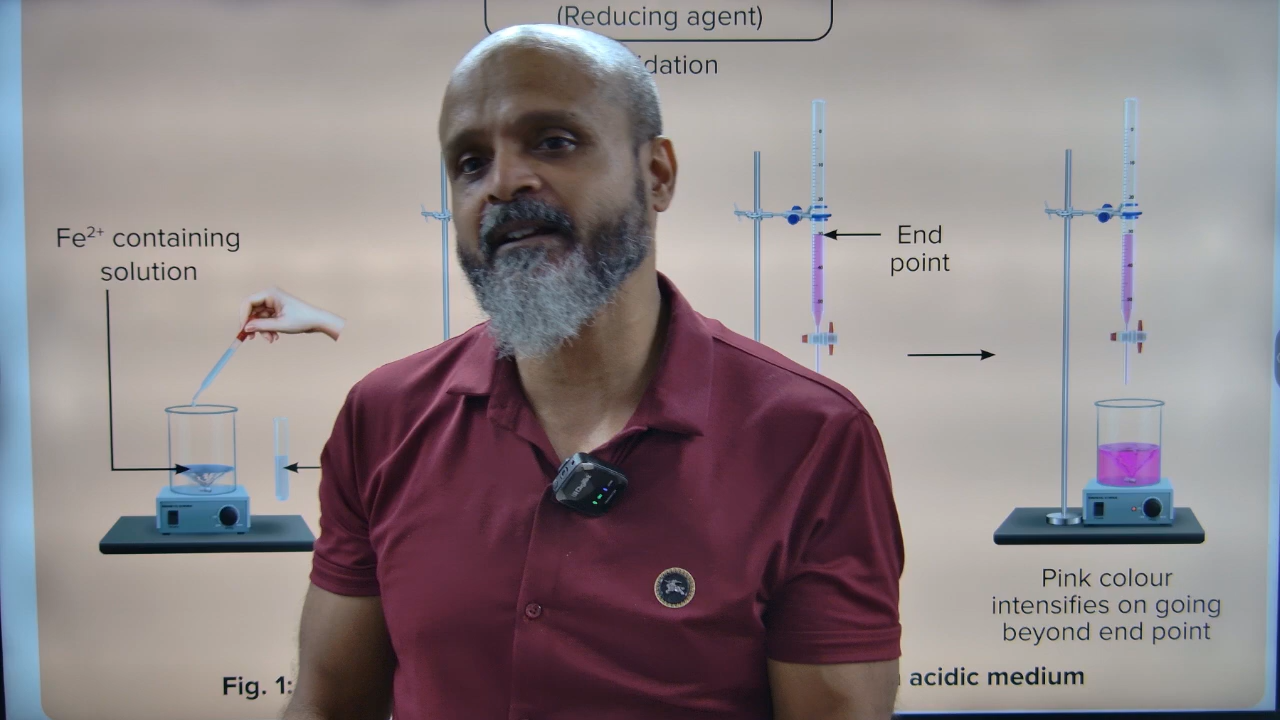 (Reducing agent)
dation
Fe²⁺ containing
solution
End
point
Pink colour
intensifies on going
beyond end point
Fig. 1:
acidic medium